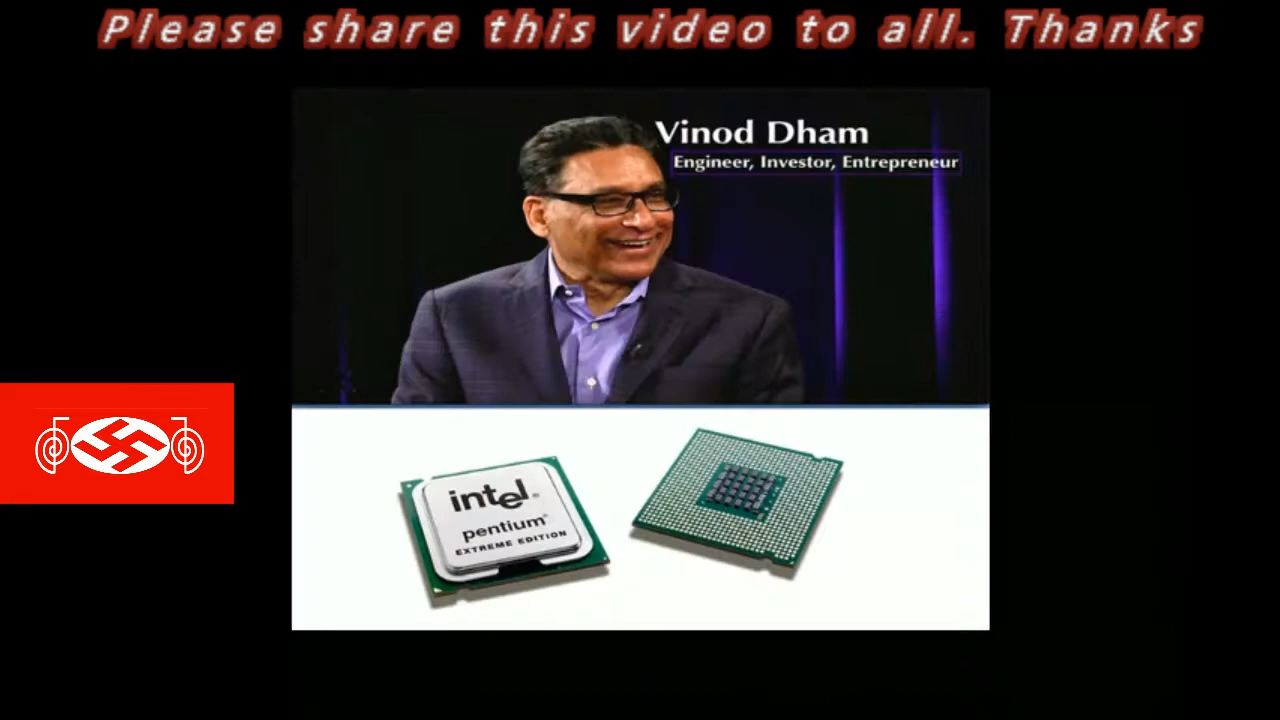 Please share this video to all. Thanks
Vinod Dham
Engineer, Investor, Entrepreneur
intel®
pentium®
EXTREME EDITION